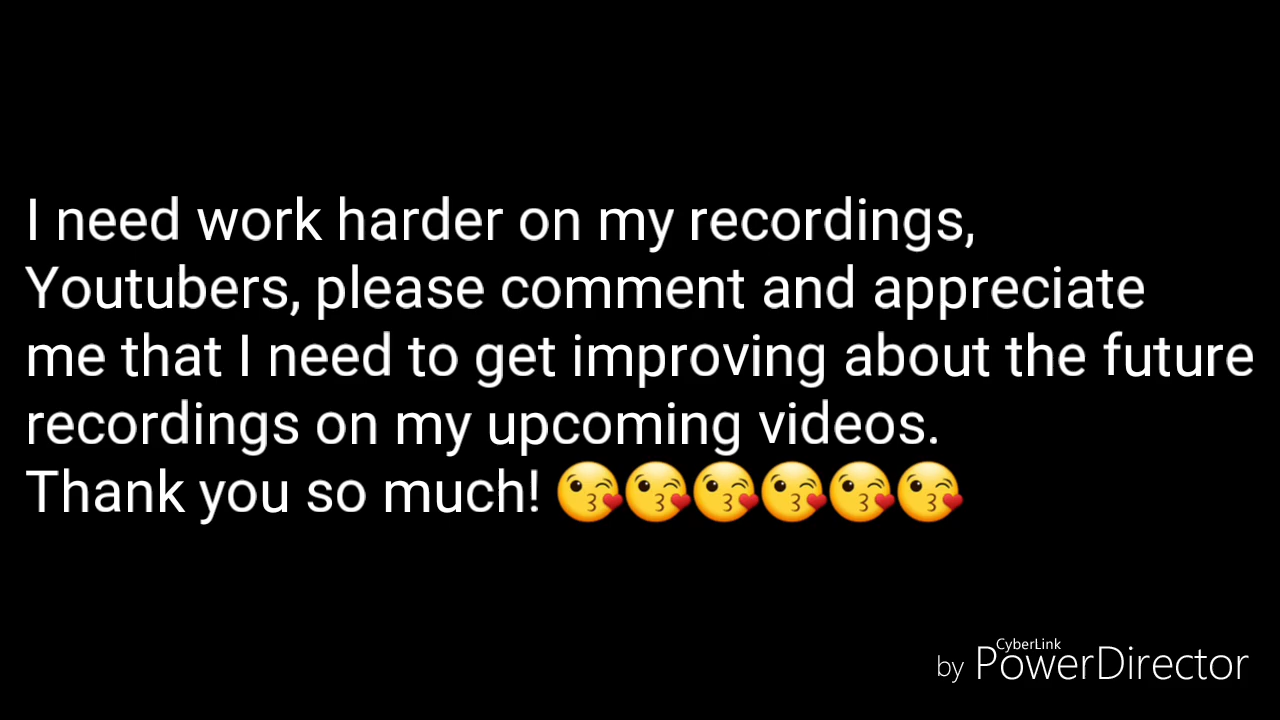 I need work harder on my recordings,
Youtubers, please comment and appreciate
me that I need to get improving about the future
recordings on my upcoming videos.
Thank you so much! 😘😘😘😘😘😘
CyberLink
by PowerDirector